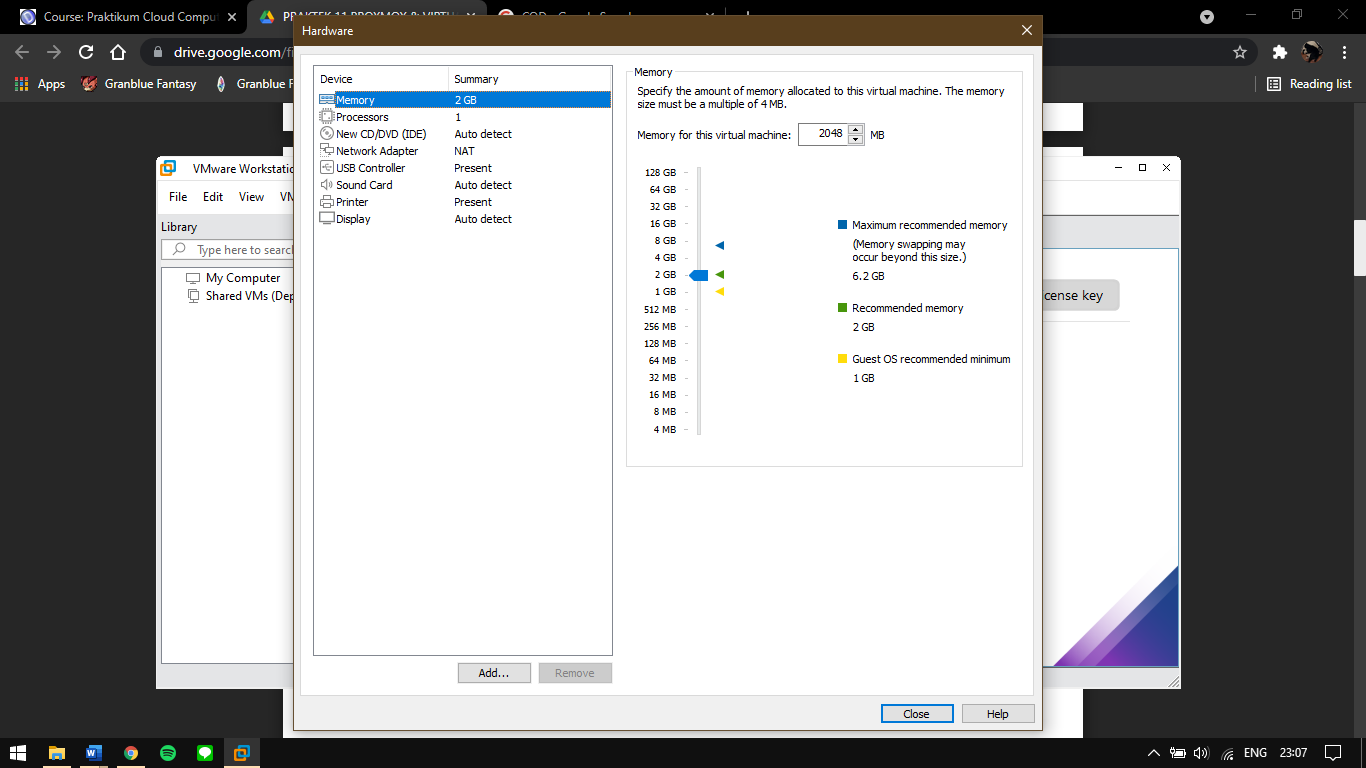 Course: Praktikum Cloud Compu
PRAKTEK 11 PROXMOX & VIRTU
drive.google.com/fi
Apps
Granblue Fantasy
Granblue F
Reading list
Hardware
Device Summary
Memory 2 GB
Processors 1
New CD/DVD (IDE) Auto detect
Network Adapter NAT
USB Controller Present
Sound Card Auto detect
Printer Present
Display Auto detect
Add...
Remove
Memory
Specify the amount of memory allocated to this virtual machine. The memory
size must be a multiple of 4 MB.
Memory for this virtual machine: 2048 MB
128 GB
64 GB
32 GB
16 GB
8 GB
4 GB
2 GB
1 GB
512 MB
256 MB
128 MB
64 MB
32 MB
16 MB
8 MB
4 MB
Maximum recommended memory
(Memory swapping may
occur beyond this size.)
6.2 GB
Recommended memory
2 GB
Guest OS recommended minimum
1 GB
Close
Help
VMware Workstatio
File Edit View VM
Library
Type here to searc
My Computer
Shared VMs (Dep
cense key
ENG 23:07